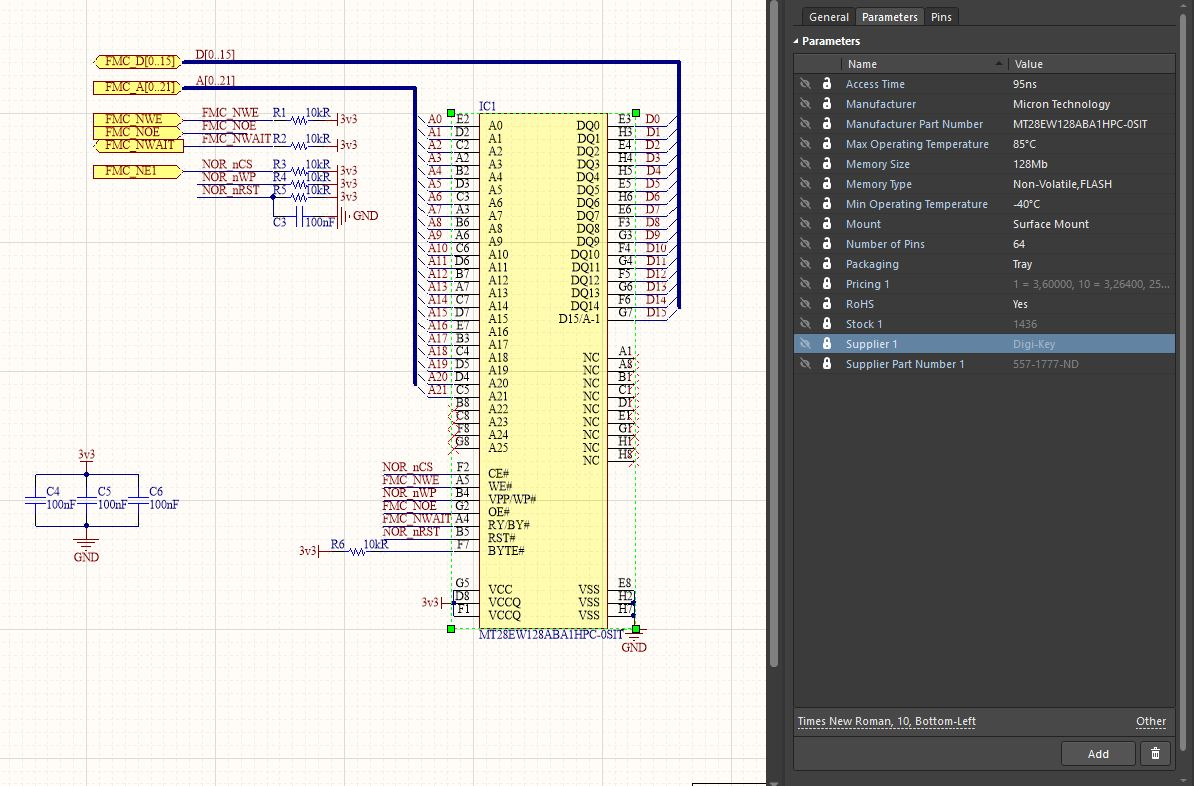 FMC_D[0..15] D[0..15]
FMC_A[0..21] A[0..21]
FMC_NWE FMC_NWE R1 10kR 3v3
FMC_NOE FMC_NOE
FMC_NWAIT FMC_NWAIT R2 10kR 3v3
FMC_NE1 NOR_nCS R3 10kR 3v3
NOR_nWP R4 10kR 3v3
NOR_nRST R5 10kR 3v3
C3 100nF GND
IC1
A0 E2 A0 DQ0 E3 D0
A1 D2 A1 DQ1 H3 D1
A2 C2 A2 DQ2 E4 D2
A3 A2 A3 DQ3 H4 D3
A4 B2 A4 DQ4 H5 D4
A5 D3 A5 DQ5 E5 D5
A6 C3 A6 DQ6 H6 D6
A7 A3 A7 DQ7 E6 D7
A8 B6 A8 DQ8 F3 D8
A9 A6 A9 DQ9 G3 D9
A10 C6 A10 DQ10 F4 D10
A11 D6 A11 DQ11 G4 D11
A12 B7 A12 DQ12 F5 D12
A13 A7 A13 DQ13 G6 D13
A14 C7 A14 DQ14 F6 D14
A15 D7 A15 D15/A-1 G7 D15
A16 E7 A16
A17 B3 A17
A18 C4 A18 NC A1
A19 D5 A19 NC A8
A20 D4 A20 NC B1
A21 C5 A21 NC C1
B8 A22 NC D1
C8 A23 NC E1
F8 A24 NC G1
G8 A25 NC H1
NC H8
NOR_nCS F2 CE#
FMC_NWE A5 WE#
NOR_nWP B4 VPP/WP#
FMC_NOE G2 OE#
FMC_NWAIT A4 RY/BY#
NOR_nRST B5 RST#
3v3 R6 10kR F7 BYTE#
G5 VCC VSS E8
3v3 D8 VCCQ VSS H2
F1 VCCQ VSS H7
MT28EW128ABA1HPC-0SIT
GND
3v3
C4 C5 C6
100nF 100nF 100nF
GND
General Parameters Pins
Parameters
Name Value
Access Time 95ns
Manufacturer Micron Technology
Manufacturer Part Number MT28EW128ABA1HPC-0SIT
Max Operating Temperature 85°C
Memory Size 128Mb
Memory Type Non-Volatile,FLASH
Min Operating Temperature -40°C
Mount Surface Mount
Number of Pins 64
Packaging Tray
Pricing 1 1 = 3,60000, 10 = 3,26400, 25...
RoHS Yes
Stock 1 1436
Supplier 1 Digi-Key
Supplier Part Number 1 557-1777-ND
Times New Roman, 10, Bottom-Left Other
Add